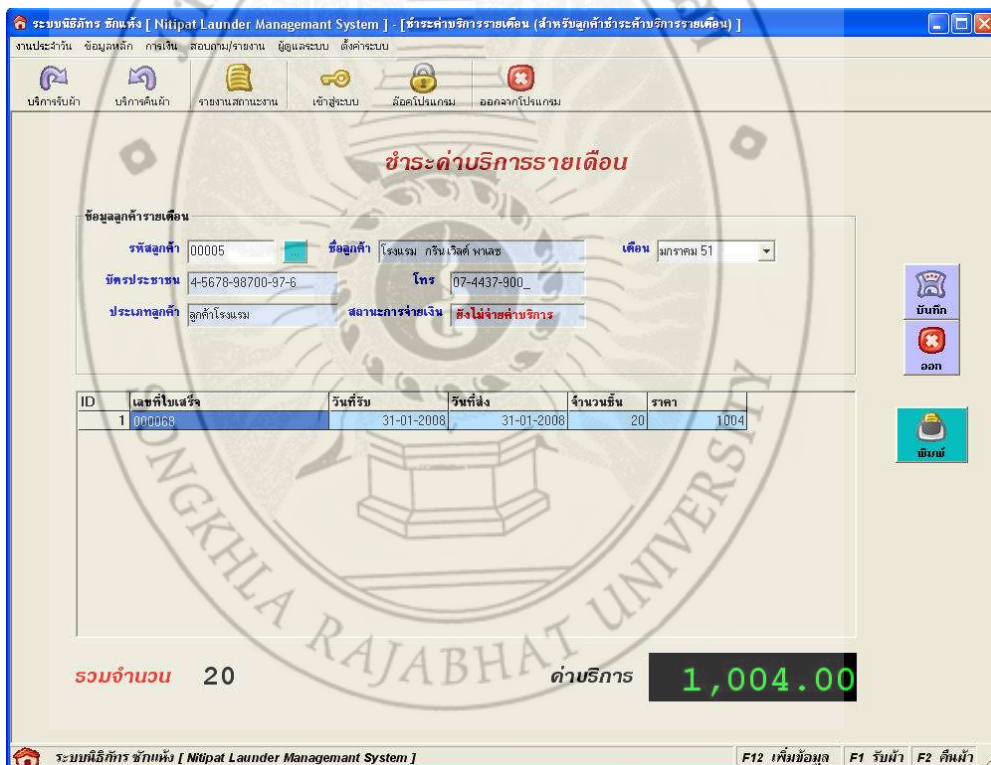 ระบบนิธิภัทร ซักแห้ง [ Nitipat Launder Managemant System ] - [ชำระค่าบริการรายเดือน (สำหรับลูกค้าชำระค่าบริการรายเดือน) ]
งานประจำวัน ข้อมูลหลัก การเงิน สอบถาม/รายงาน ผู้ดูแลระบบ ตั้งค่าระบบ
บริการรับผ้า บริการคืนผ้า รายงานสถานะงาน เข้าสู่ระบบ ล็อคโปรแกรม ออกจากโปรแกรม
ชำระค่าบริการรายเดือน
ข้อมูลลูกค้ารายเดือน
รหัสลูกค้า 00005 ... ชื่อลูกค้า โรงแรม กรีนเวิลด์ พาเลซ เดือน มกราคม 51
บัตรประชาชน 4-5678-98700-97-6 โทร 07-4437-900_
ประเภทลูกค้า ลูกค้าโรงแรม สถานะการจ่ายเงิน ยังไม่จ่ายค่าบริการ
บันทึก
ออก
ID เลขที่ใบเสร็จ วันที่รับ วันที่ส่ง จำนวนชิ้น ราคา
1 000068 31-01-2008 31-01-2008 20 1004
พิมพ์
SONGKHLA RAJABHAT UNIVERSITY
รวมจำนวน 20 ค่าบริการ 1,004.00
ระบบนิธิภัทร ซักแห้ง [ Nitipat Launder Managemant System ] F12 เพิ่มข้อมูล F1 รับผ้า F2 คืนผ้า